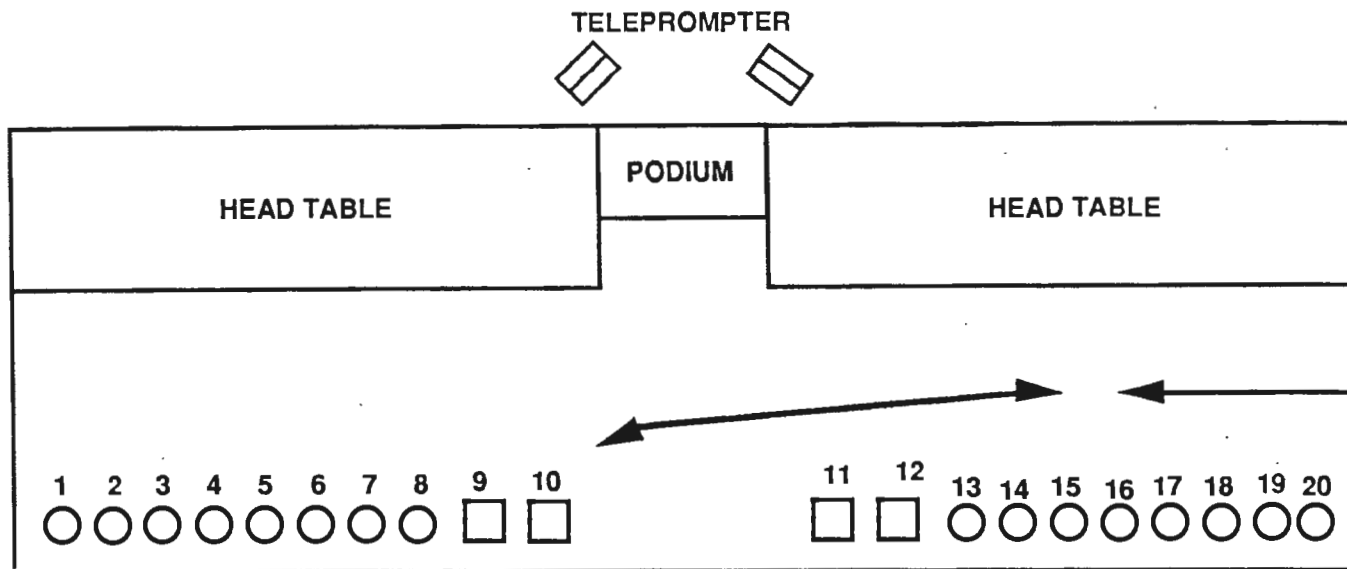 TELEPROMPTER
PODIUM
HEAD TABLE
HEAD TABLE
1 2 3 4 5 6 7 8 9 10 11 12 13 14 15 16 17 18 19 20